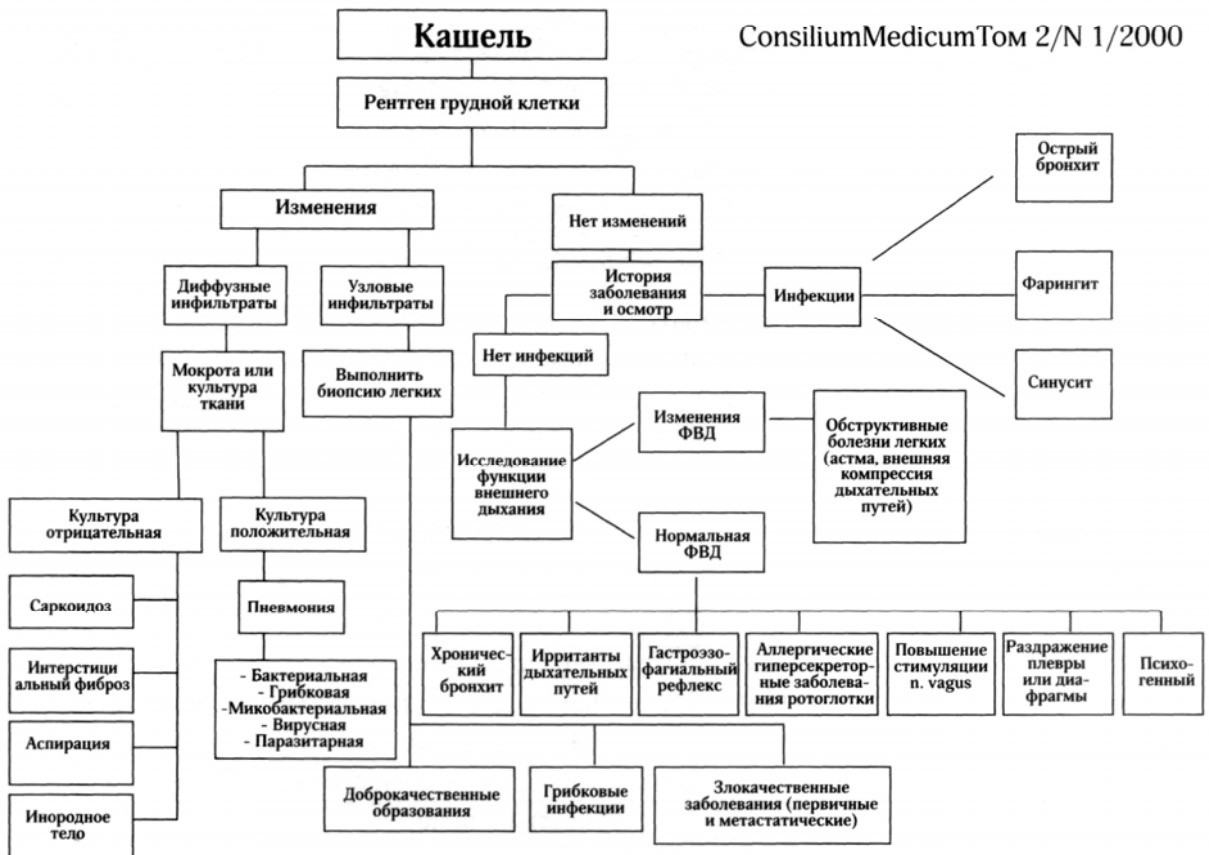 Кашель
ConsiliumMedicumТом 2/N 1/2000
Рентген грудной клетки
Изменения
Нет изменений
Острый
бронхит
Диффузные
инфильтраты
Узловые
инфильтраты
История
заболевания
и осмотр
Инфекции
Фарингит
Нет инфекций
Мокрота или
культура
ткани
Выполнить
биопсию легких
Синусит
Изменения
ФВД
Обструктивные
болезни легких
(астма, внешняя
компрессия
дыхательных
путей)
Исследование
функции
внешнего
дыхания
Культура
отрицательная
Культура
положительная
Нормальная
ФВД
Саркоидоз
Пневмония
Интерстици
альный фиброз
- Бактериальная
- Грибковая
-Микобактериальная
- Вирусная
- Паразитарная
Хрониче-
ский
бронхит
Ирританты
дыхательных
путей
Гастроэзо-
фагиальный
рефлекс
Аллергические
гиперсекретор-
ные заболева-
ния ротоглотки
Повышение
стимуляции
n. vagus
Раздражение
плевры
или диа-
фрагмы
Психо-
генный
Аспирация
Инородное
тело
Доброкачественные
образования
Грибковые
инфекции
Злокачественные
заболевания (первичные
и метастатические)